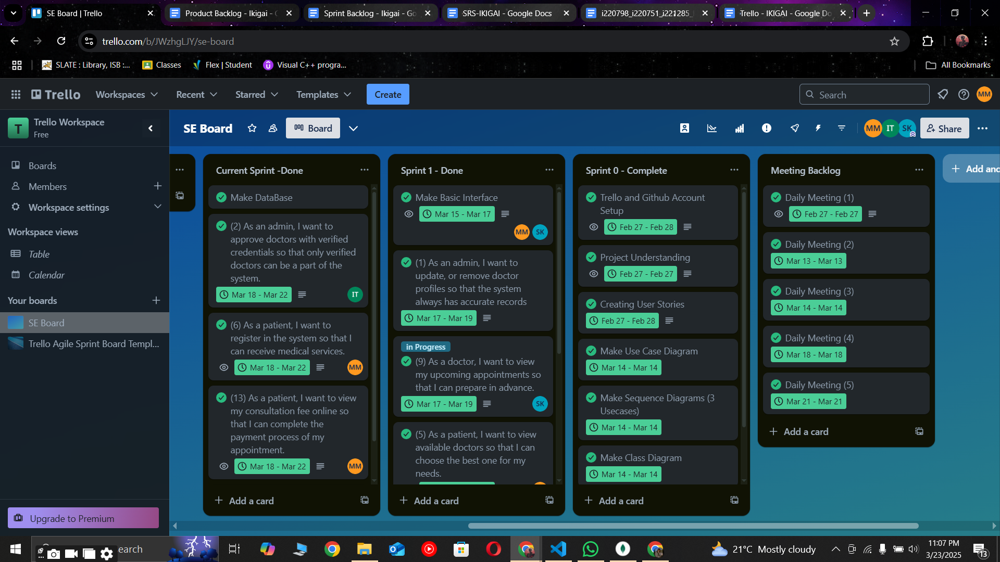 SE Board | Trello
Product Backlog - Ikigai -
Sprint Backlog - Ikigai - Go
SRS-IKIGAI - Google Docs
i220798_i220751_i221285_
Trello - IKIGAI - Google Do
trello.com/b/JWzhgLJY/se-board
SLATE : Library, ISB :...
Classes
Flex | Student
Visual C++ progra...
All Bookmarks
Trello
Workspaces
Recent
Starred
Templates
Create
Search
MM
T
Trello Workspace
Free
SE Board
Board
MM
IT
SK
Share
Boards
Members
Workspace settings
Workspace views
Table
Calendar
Your boards
SE Board
Trello Agile Sprint Board Templ...
Upgrade to Premium
Current Sprint -Done
Make DataBase
(2) As an admin, I want to
approve doctors with verified
credentials so that only verified
doctors can be a part of the
system.
Mar 18 - Mar 22
IT
(6) As a patient, I want to
register in the system so that I
can receive medical services.
Mar 18 - Mar 22
MM
(13) As a patient, I want to view
my consultation fee online so
that I can complete the
payment process of my
appointment.
Mar 18 - Mar 22
MM
Add a card
Sprint 1 - Done
Make Basic Interface
Mar 15 - Mar 17
MM
SK
(1) As an admin, I want to
update, or remove doctor
profiles so that the system
always has accurate records
Mar 17 - Mar 19
in Progress
(9) As a doctor, I want to view
my upcoming appointments so
that I can prepare in advance.
Mar 17 - Mar 19
SK
(5) As a patient, I want to view
available doctors so that I can
choose the best one for my
needs.
Add a card
Sprint 0 - Complete
Trello and Github Account
Setup
Feb 27 - Feb 28
Project Understanding
Feb 27 - Feb 27
Creating User Stories
Feb 27 - Feb 28
Make Use Case Diagram
Mar 14 - Mar 14
Make Sequence Diagrams (3
Usecases)
Mar 14 - Mar 14
Make Class Diagram
Mar 14 - Mar 14
Add a card
Meeting Backlog
Daily Meeting (1)
Feb 27 - Feb 27
Daily Meeting (2)
Mar 13 - Mar 13
Daily Meeting (3)
Mar 14 - Mar 14
Daily Meeting (4)
Mar 18 - Mar 18
Daily Meeting (5)
Mar 21 - Mar 21
Add a card
Add anc
earch
21°C Mostly cloudy
11:07 PM
3/23/2025
13